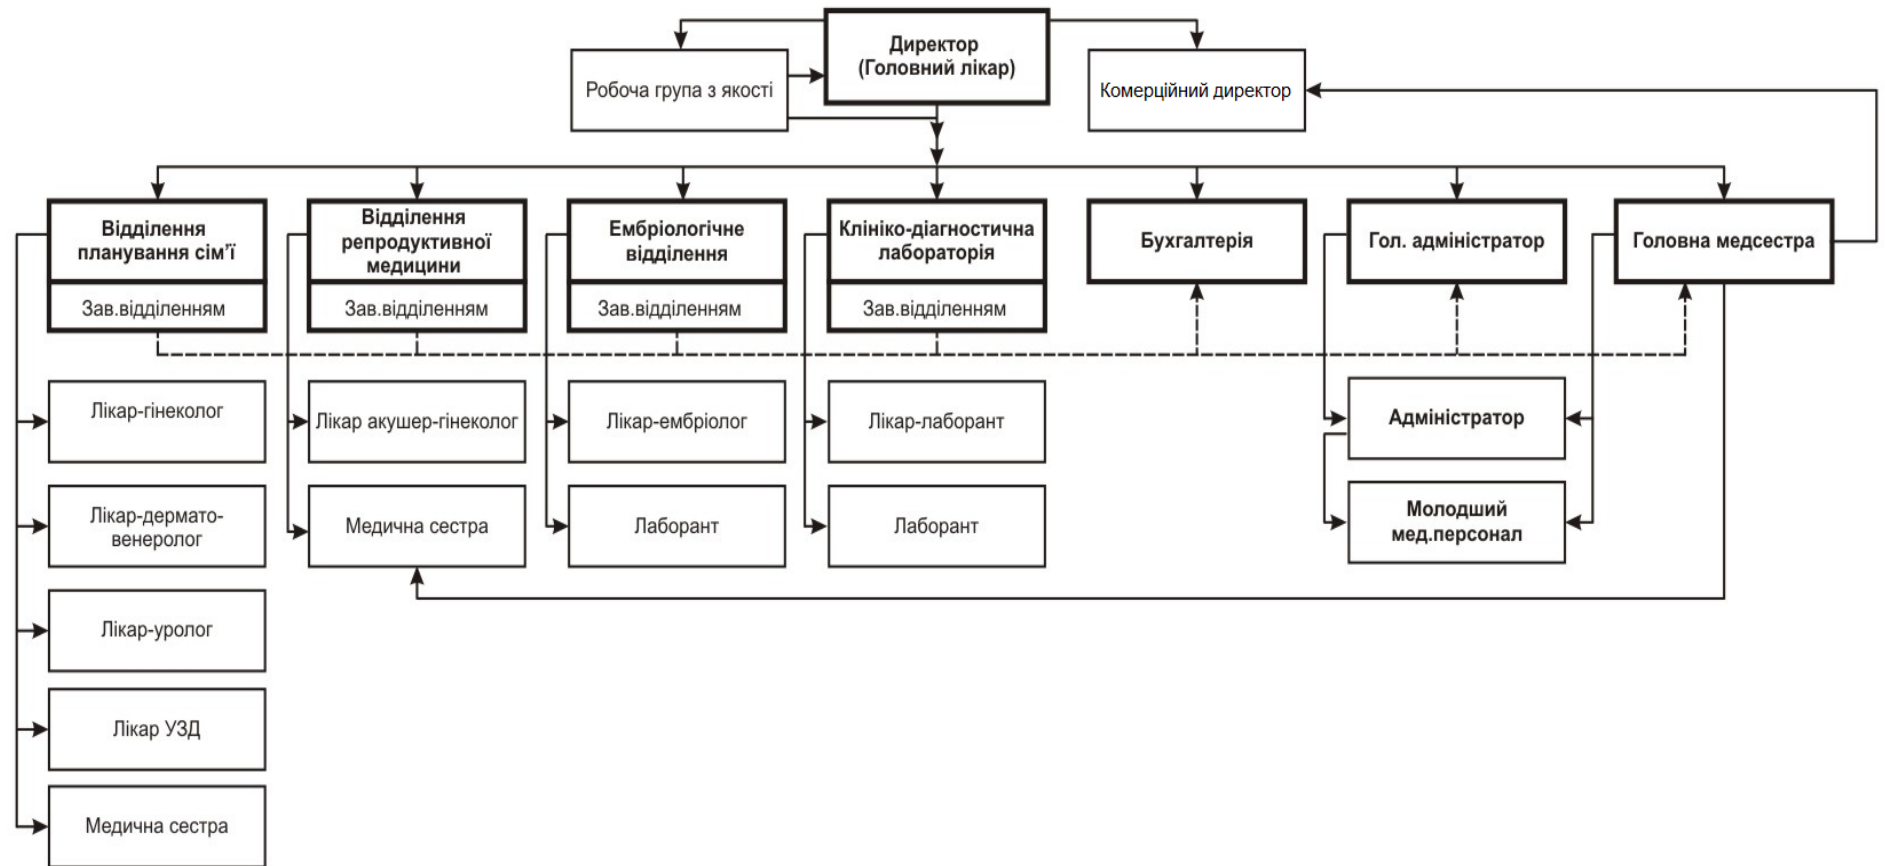 Директор
(Головний лікар)
Робоча група з якості
Комерційний директор
Відділення
планування сім'ї
Зав.відділенням
Відділення
репродуктивної
медицини
Зав.відділенням
Ембріологічне
відділення
Зав.відділенням
Клініко-діагностична
лабораторія
Зав.відділенням
Бухгалтерія
Гол. адміністратор
Головна медсестра
Лікар-гінеколог
Лікар акушер-гінеколог
Лікар-ембріолог
Лікар-лаборант
Адміністратор
Лікар-дермато-
венеролог
Медична сестра
Лаборант
Лаборант
Молодший
мед.персонал
Лікар-уролог
Лікар УЗД
Медична сестра